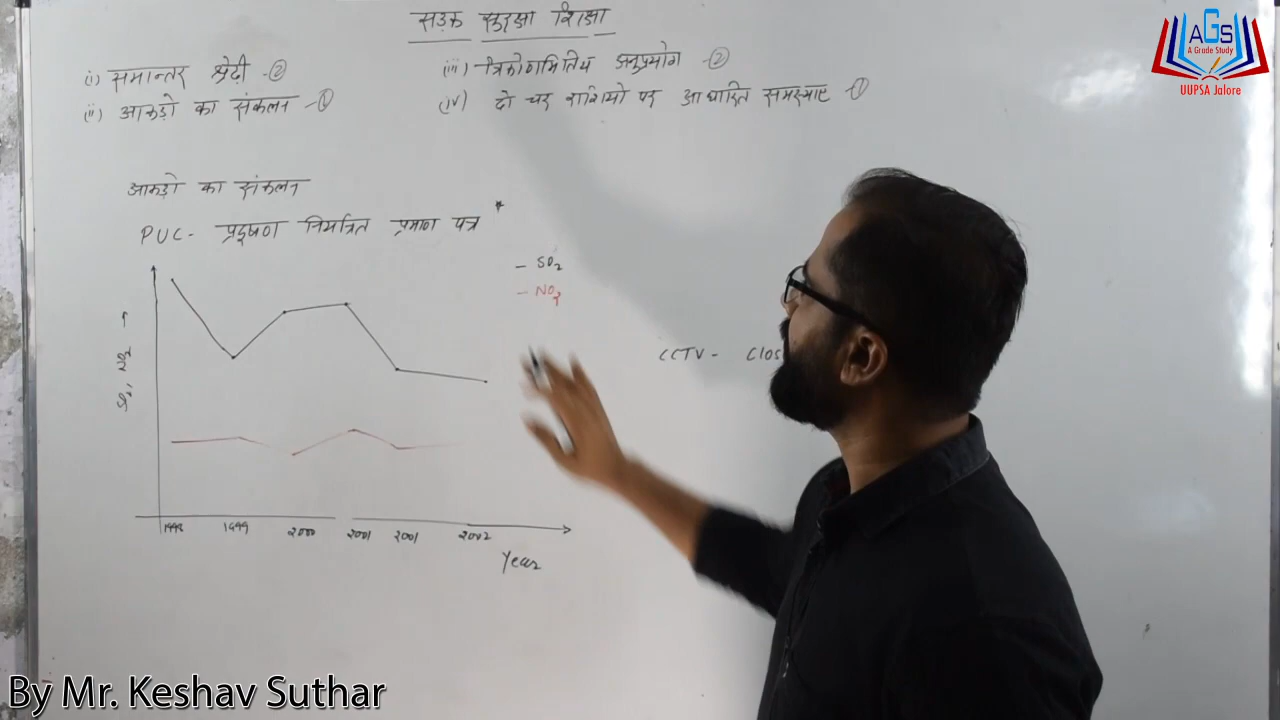 सड़क सुरक्षा शिक्षा
(i) समान्तर श्रेढी -②
(iii) त्रिकोणमितिय अनुप्रयोग -②
(ii) आकड़ो का संकलन -①
(iv) दो चर राशियो पर आधारित समस्याए -①
आकड़ो का संकलन
PUC- प्रदूषण नियंत्रित प्रमाण पत्र *
- SO₂
- NO₂
CCTV - Clos
1998 1999 2000 2001 2001 2002
Year
AGS
A Grade Study
UUPSA Jalore
By Mr. Keshav Suthar